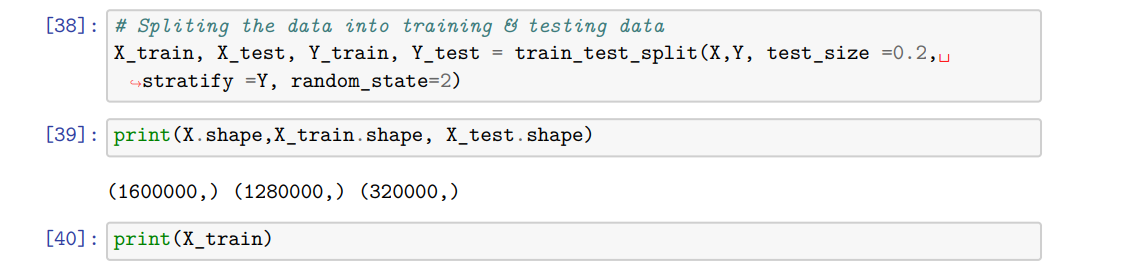 [38]: # Spliting the data into training & testing data
X_train, X_test, Y_train, Y_test = train_test_split(X,Y, test_size =0.2,␣
↪stratify =Y, random_state=2)
[39]: print(X.shape,X_train.shape, X_test.shape)
(1600000,) (1280000,) (320000,)
[40]: print(X_train)